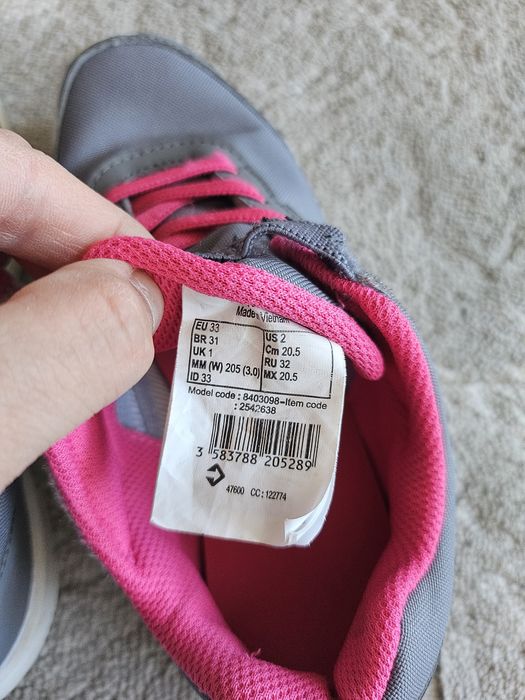 Made Vietnam
EU 33 US 2
BR 31 Cm 20.5
UK 1 RU 32
MM (W) 205 (3.0) MX 20.5
ID 33
Model code : 8403098-Item code
: 2542638
3 583788 205289
47600 CC: 122774